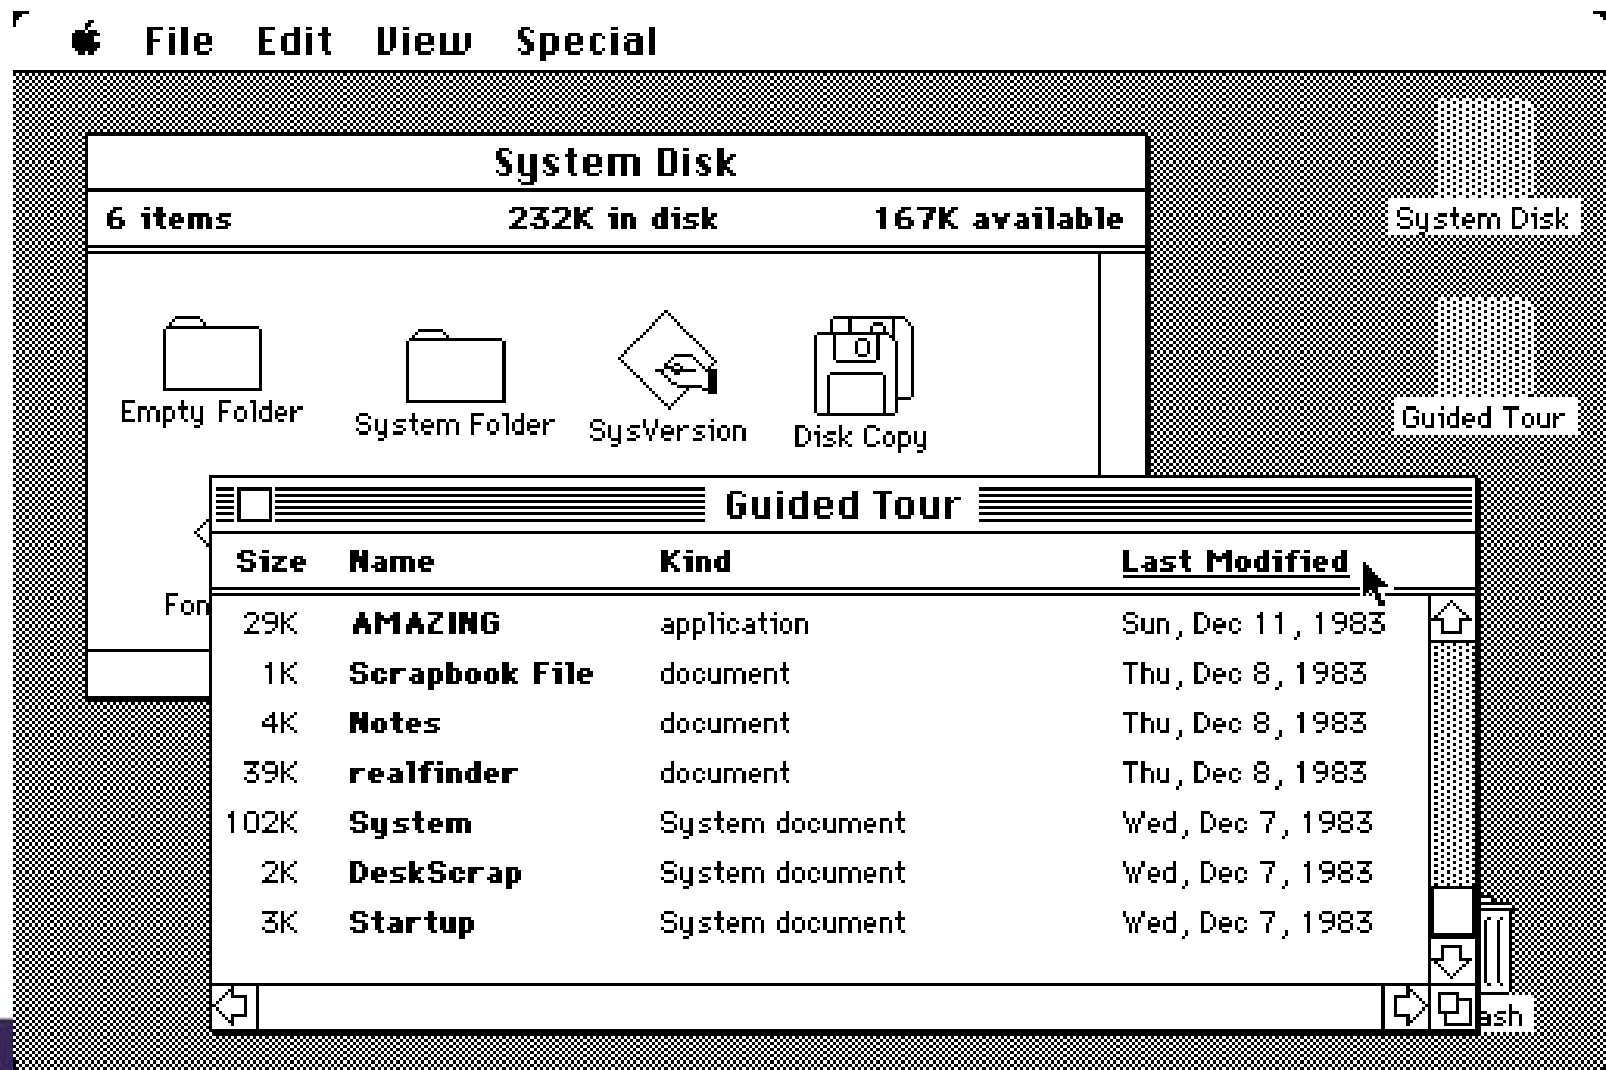 File Edit View Special
System Disk
6 items 232K in disk 167K available
Empty Folder System Folder SysVersion Disk Copy
System Disk
Guided Tour
Guided Tour
Size Name Kind Last Modified
29K AMAZING application Sun, Dec 11, 1983
1K Scrapbook File document Thu, Dec 8, 1983
4K Notes document Thu, Dec 8, 1983
39K realfinder document Thu, Dec 8, 1983
102K System System document Wed, Dec 7, 1983
2K DeskScrap System document Wed, Dec 7, 1983
3K Startup System document Wed, Dec 7, 1983